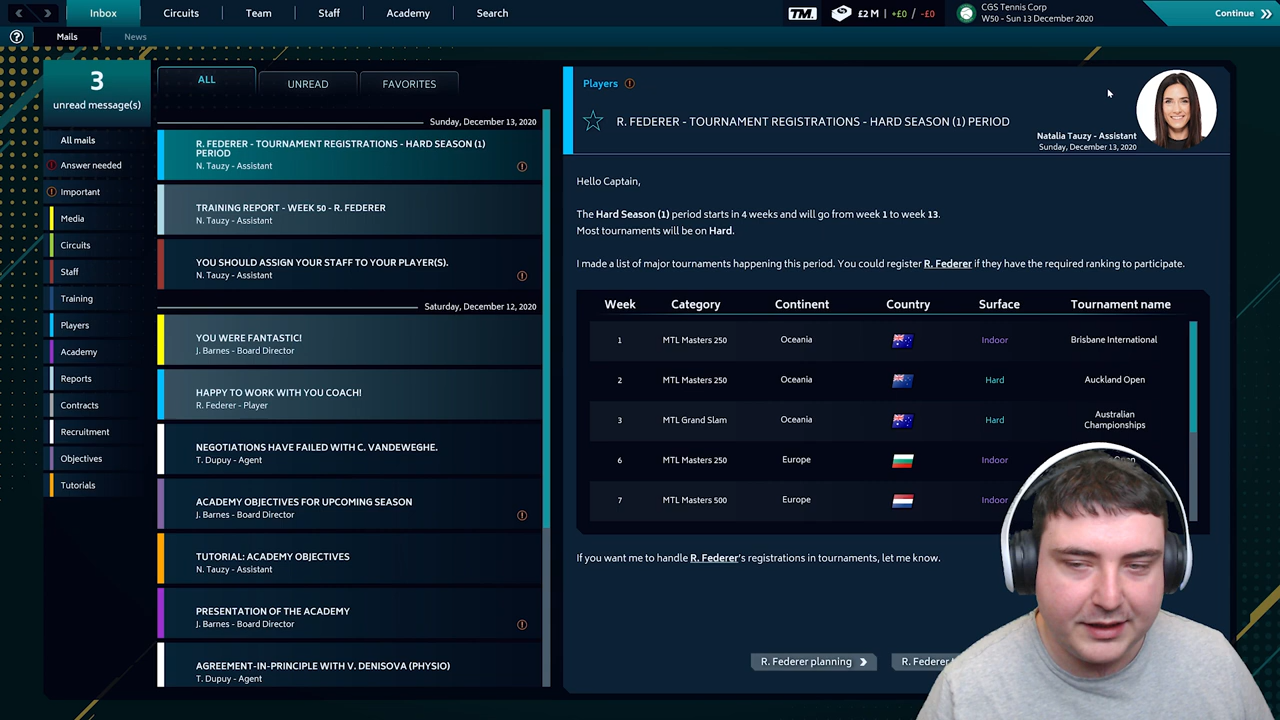 Inbox
Circuits
Team
Staff
Academy
Search
TM.
£2 M | +£0 / -£0
CGS Tennis Corp
W50 - Sun 13 December 2020
Continue
?
Mails
News
3
unread message(s)
All mails
Answer needed
Important
Media
Circuits
Staff
Training
Players
Academy
Reports
Contracts
Recruitment
Objectives
Tutorials
ALL
UNREAD
FAVORITES
Sunday, December 13, 2020
R. FEDERER - TOURNAMENT REGISTRATIONS - HARD SEASON (1)
PERIOD
N. Tauzy - Assistant
TRAINING REPORT - WEEK 50 - R. FEDERER
N. Tauzy - Assistant
YOU SHOULD ASSIGN YOUR STAFF TO YOUR PLAYER(S).
N. Tauzy - Assistant
Saturday, December 12, 2020
YOU WERE FANTASTIC!
J. Barnes - Board Director
HAPPY TO WORK WITH YOU COACH!
R. Federer - Player
NEGOTIATIONS HAVE FAILED WITH C. VANDEWEGHE.
T. Dupuy - Agent
ACADEMY OBJECTIVES FOR UPCOMING SEASON
J. Barnes - Board Director
TUTORIAL: ACADEMY OBJECTIVES
N. Tauzy - Assistant
PRESENTATION OF THE ACADEMY
J. Barnes - Board Director
AGREEMENT-IN-PRINCIPLE WITH V. DENISOVA (PHYSIO)
T. Dupuy - Agent
Players
R. FEDERER - TOURNAMENT REGISTRATIONS - HARD SEASON (1) PERIOD
Natalia Tauzy - Assistant
Sunday, December 13, 2020
Hello Captain,
The Hard Season (1) period starts in 4 weeks and will go from week 1 to week 13.
Most tournaments will be on Hard.
I made a list of major tournaments happening this period. You could register R. Federer if they have the required ranking to participate.
Week Category Continent Country Surface Tournament name
1 MTL Masters 250 Oceania Indoor Brisbane International
2 MTL Masters 250 Oceania Hard Auckland Open
3 MTL Grand Slam Oceania Hard Australian
Championships
6 MTL Masters 250 Europe Indoor Open
7 MTL Masters 500 Europe Indoor
If you want me to handle R. Federer's registrations in tournaments, let me know.
R. Federer planning
R. Federer